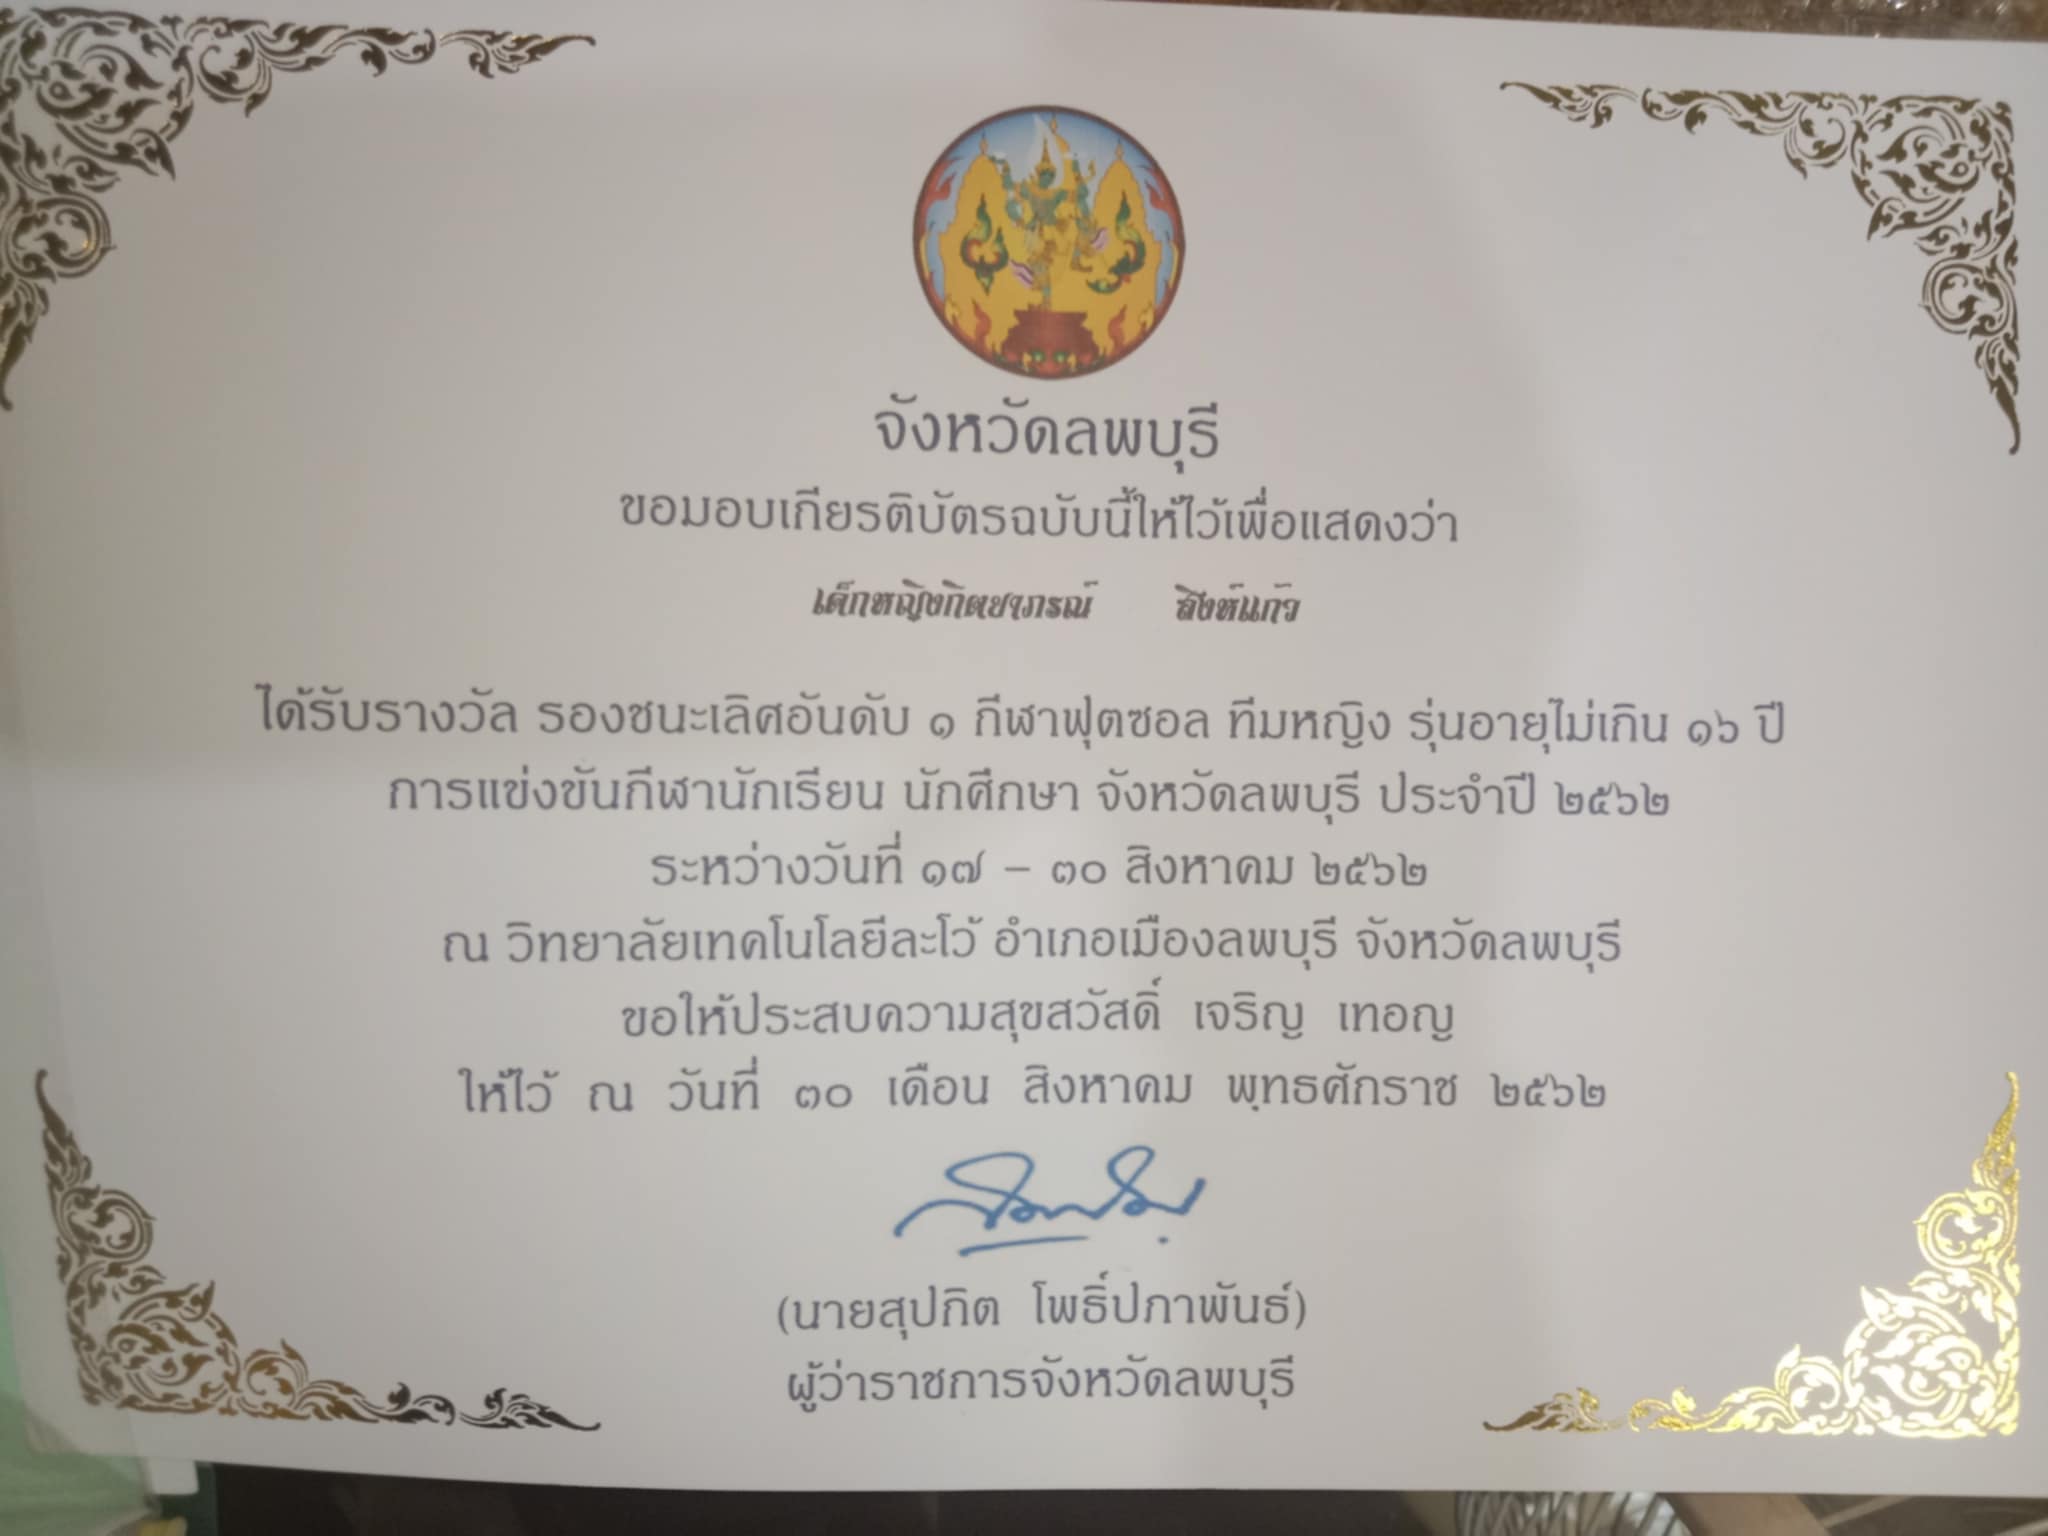 จังหวัดลพบุรี
ขอมอบเกียรติบัตรฉบับนี้ให้ไว้เพื่อแสดงว่า
เด็กหญิงกิตยาภรณ์ สิงห์แก้ว
ได้รับรางวัล รองชนะเลิศอันดับ ๑ กีฬาฟุตซอล ทีมหญิง รุ่นอายุไม่เกิน ๑๖ ปี
การแข่งขันกีฬานักเรียน นักศึกษา จังหวัดลพบุรี ประจำปี ๒๕๖๒
ระหว่างวันที่ ๑๗ – ๓๐ สิงหาคม ๒๕๖๒
ณ วิทยาลัยเทคโนโลยีละโว้ อำเภอเมืองลพบุรี จังหวัดลพบุรี
ขอให้ประสบความสุขสวัสดิ์ เจริญ เทอญ
ให้ไว้ ณ วันที่ ๓๐ เดือน สิงหาคม พุทธศักราช ๒๕๖๒
(นายสุปกิต โพธิ์ปภาพันธ์)
ผู้ว่าราชการจังหวัดลพบุรี